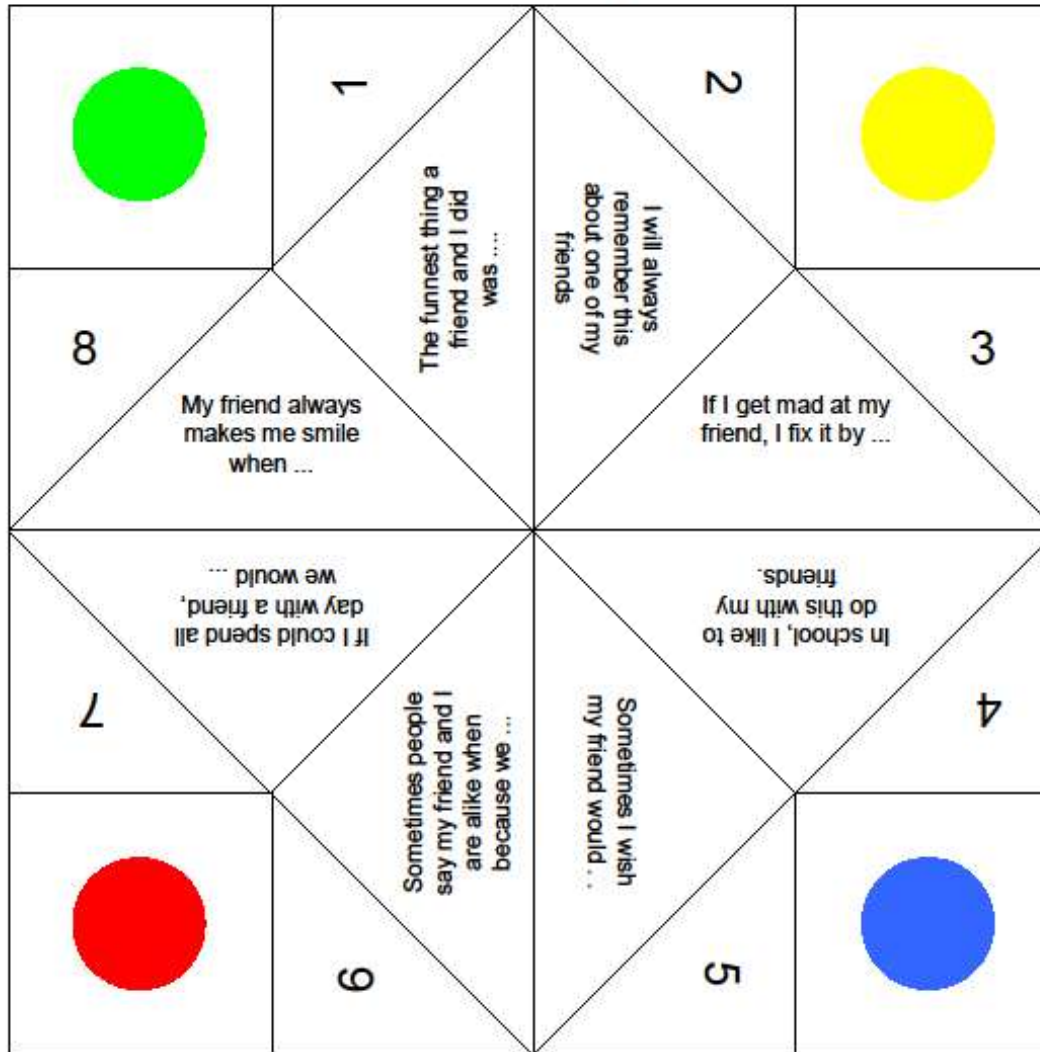 1
The funnest thing a
friend and I did
was ....
2
I will always
remember this
about one of my
friends
3
If I get mad at my
friend, I fix it by ...
4
In school, I like to
do this with my
friends.
5
Sometimes I wish
my friend would . .
6
Sometimes people
say my friend and I
are alike when
because we ...
7
If I could spend all
day with a friend,
we would ...
8
My friend always
makes me smile
when ...